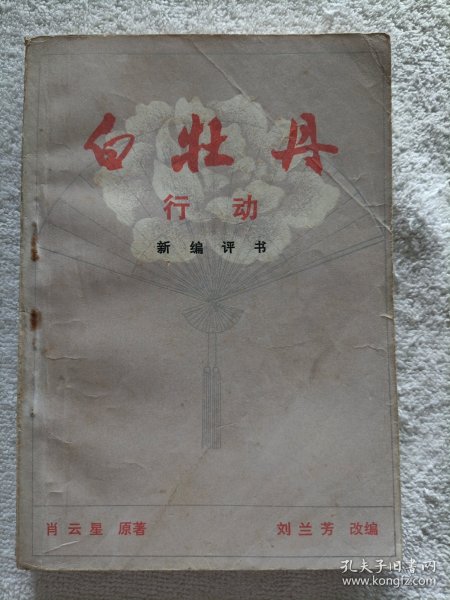 白牡丹
行动
新编评书
肖云星 原著 刘兰芳 改编
孔夫子旧书网
www.kongfz.com